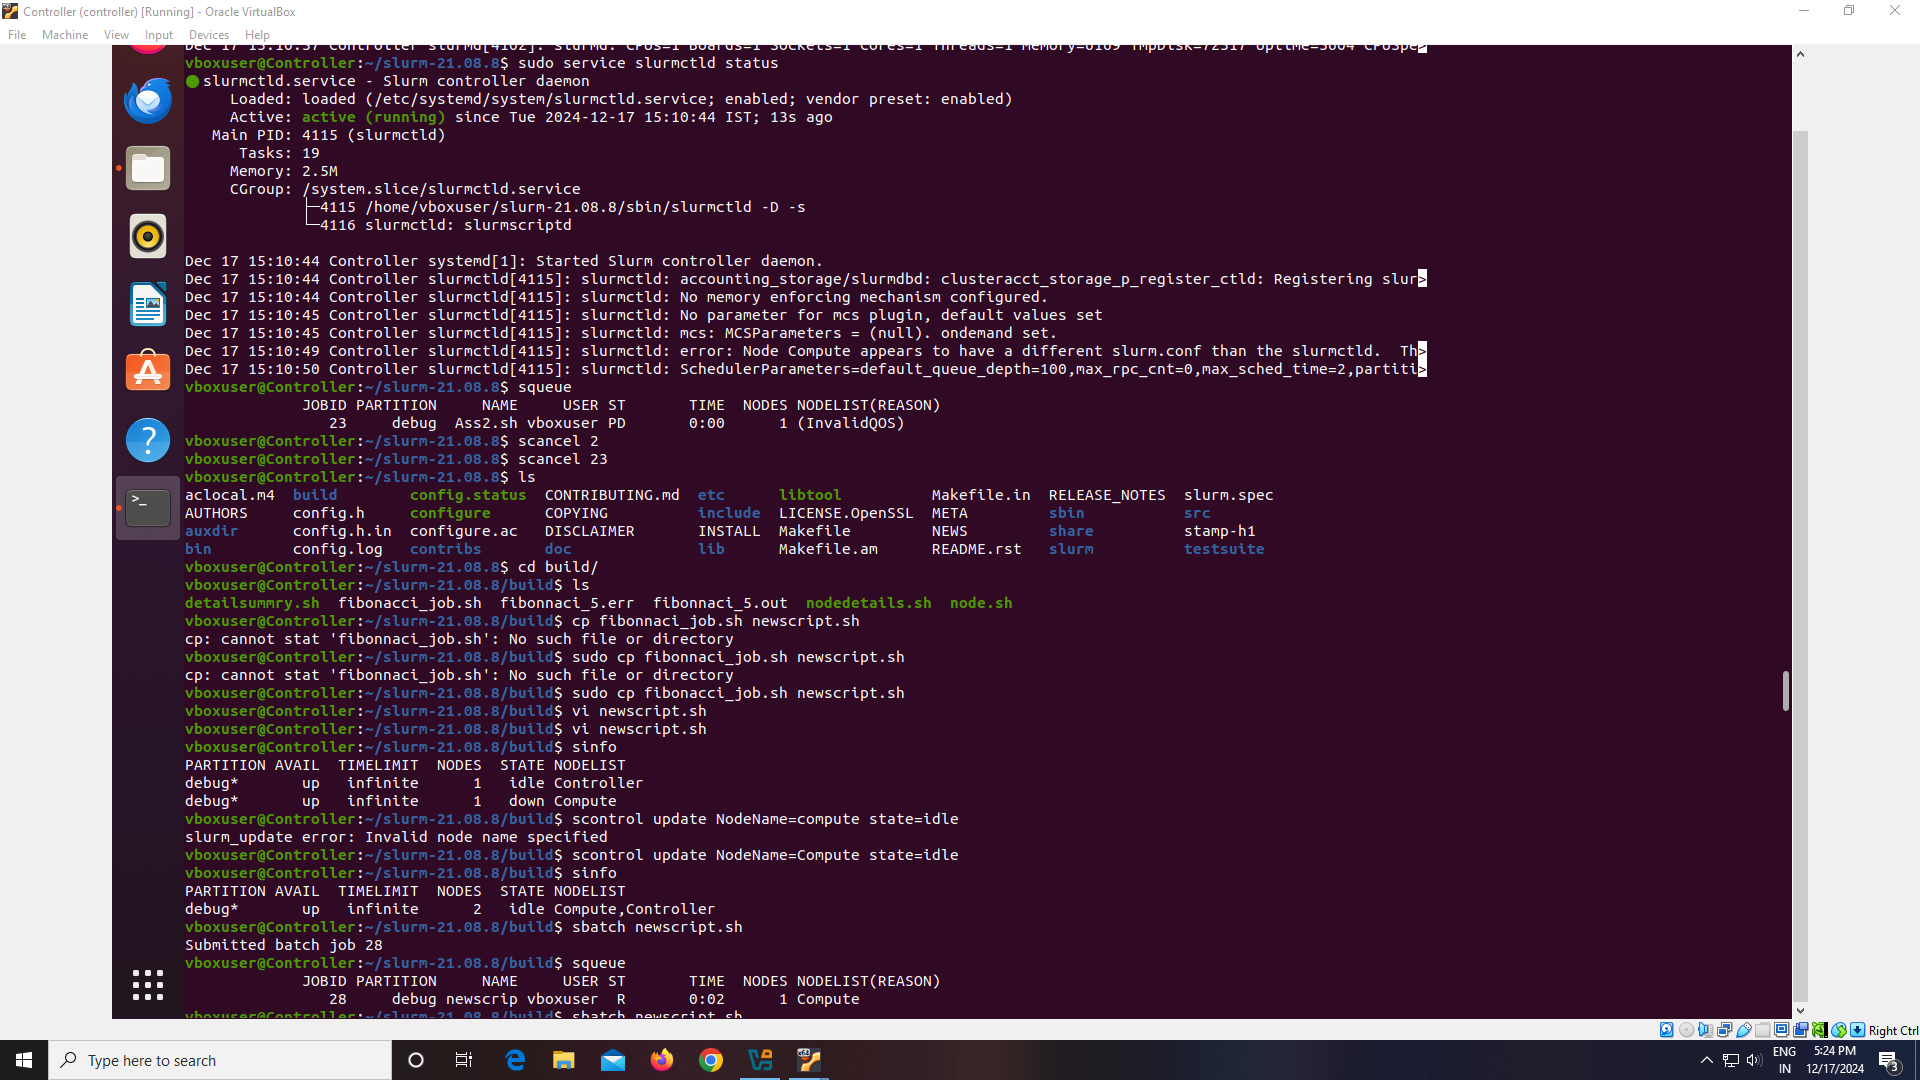 Controller (controller) [Running] - Oracle VirtualBox
File Machine View Input Devices Help
Dec 17 15:10:37 Controller slurmd[4102]: slurmd: CPUs=1 Boards=1 Sockets=1 Cores=1 Threads=1 Memory=6109 TmpDisk=72517 Uptime=3604 CPUSpe>
vboxuser@Controller:~/slurm-21.08.8$ sudo service slurmctld status
slurmctld.service - Slurm controller daemon
Loaded: loaded (/etc/systemd/system/slurmctld.service; enabled; vendor preset: enabled)
Active: active (running) since Tue 2024-12-17 15:10:44 IST; 13s ago
Main PID: 4115 (slurmctld)
Tasks: 19
Memory: 2.5M
CGroup: /system.slice/slurmctld.service
├─4115 /home/vboxuser/slurm-21.08.8/sbin/slurmctld -D -s
└─4116 slurmctld: slurmscriptd
Dec 17 15:10:44 Controller systemd[1]: Started Slurm controller daemon.
Dec 17 15:10:44 Controller slurmctld[4115]: slurmctld: accounting_storage/slurmdbd: clusteracct_storage_p_register_ctld: Registering slur>
Dec 17 15:10:44 Controller slurmctld[4115]: slurmctld: No memory enforcing mechanism configured.
Dec 17 15:10:45 Controller slurmctld[4115]: slurmctld: No parameter for mcs plugin, default values set
Dec 17 15:10:45 Controller slurmctld[4115]: slurmctld: mcs: MCSParameters = (null). ondemand set.
Dec 17 15:10:49 Controller slurmctld[4115]: slurmctld: error: Node Compute appears to have a different slurm.conf than the slurmctld.  Th>
Dec 17 15:10:50 Controller slurmctld[4115]: slurmctld: SchedulerParameters=default_queue_depth=100,max_rpc_cnt=0,max_sched_time=2,partiti>
vboxuser@Controller:~/slurm-21.08.8$ squeue
JOBID PARTITION NAME USER ST TIME NODES NODELIST(REASON)
23 debug Ass2.sh vboxuser PD 0:00 1 (InvalidQOS)
vboxuser@Controller:~/slurm-21.08.8$ scancel 2
vboxuser@Controller:~/slurm-21.08.8$ scancel 23
vboxuser@Controller:~/slurm-21.08.8$ ls
aclocal.m4 build config.status CONTRIBUTING.md etc libtool Makefile.in RELEASE_NOTES slurm.spec
AUTHORS config.h configure COPYING include LICENSE.OpenSSL META sbin src
auxdir config.h.in configure.ac DISCLAIMER INSTALL Makefile NEWS share stamp-h1
bin config.log contribs doc lib Makefile.am README.rst slurm testsuite
vboxuser@Controller:~/slurm-21.08.8$ cd build/
vboxuser@Controller:~/slurm-21.08.8/build$ ls
detailsummry.sh fibonacci_job.sh fibonnaci_5.err fibonnaci_5.out nodedetails.sh node.sh
vboxuser@Controller:~/slurm-21.08.8/build$ cp fibonnaci_job.sh newscript.sh
cp: cannot stat 'fibonnaci_job.sh': No such file or directory
vboxuser@Controller:~/slurm-21.08.8/build$ sudo cp fibonnaci_job.sh newscript.sh
cp: cannot stat 'fibonnaci_job.sh': No such file or directory
vboxuser@Controller:~/slurm-21.08.8/build$ sudo cp fibonacci_job.sh newscript.sh
vboxuser@Controller:~/slurm-21.08.8/build$ vi newscript.sh
vboxuser@Controller:~/slurm-21.08.8/build$ vi newscript.sh
vboxuser@Controller:~/slurm-21.08.8/build$ sinfo
PARTITION AVAIL TIMELIMIT NODES STATE NODELIST
debug* up infinite 1 idle Controller
debug* up infinite 1 down Compute
vboxuser@Controller:~/slurm-21.08.8/build$ scontrol update NodeName=compute state=idle
slurm_update error: Invalid node name specified
vboxuser@Controller:~/slurm-21.08.8/build$ scontrol update NodeName=Compute state=idle
vboxuser@Controller:~/slurm-21.08.8/build$ sinfo
PARTITION AVAIL TIMELIMIT NODES STATE NODELIST
debug* up infinite 2 idle Compute,Controller
vboxuser@Controller:~/slurm-21.08.8/build$ sbatch newscript.sh
Submitted batch job 28
vboxuser@Controller:~/slurm-21.08.8/build$ squeue
JOBID PARTITION NAME USER ST TIME NODES NODELIST(REASON)
28 debug newscrip vboxuser R 0:02 1 Compute
vboxuser@Controller:~/slurm-21.08.8/build$ sbatch newscript.sh
Right Ctrl
Type here to search
ENG
IN
5:24 PM
12/17/2024
3